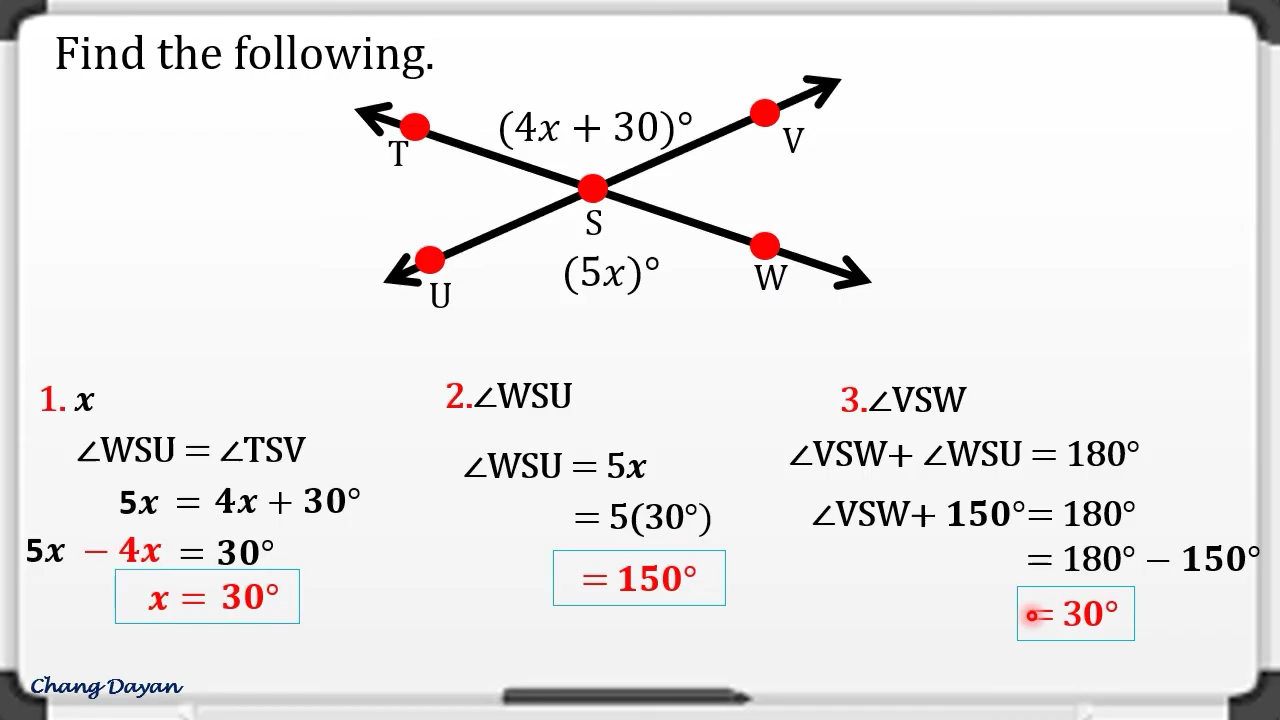 Find the following.
(4x + 30)°
T
V
S
(5x)°
U
W
1. x
∠WSU = ∠TSV
5x = 4x + 30°
5x − 4x = 30°
x = 30°
2.∠WSU
∠WSU = 5x
= 5(30°)
= 150°
3.∠VSW
∠VSW+ ∠WSU = 180°
∠VSW+ 150°= 180°
= 180° − 150°
= 30°
Chang Dayan